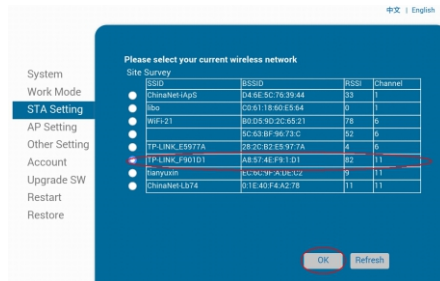 中文 | English
Please select your current wireless network
Site Survey
System
Work Mode
STA Setting
AP Setting
Other Setting
Account
Upgrade SW
Restart
Restore
SSID BSSID RSSI Channel
ChinaNet-iApS D4:6E:5C:76:39:44 33 1
libo C0:61:18:60:E5:64 0 1
WiFi-21 B0:D5:9D:2C:65:21 78 6
5C:63:BF:96:73:C 52 6
TP-LINK_E5977A 28:2C:B2:E5:97:7A 4 6
TP-LINK_F901D1 A8:57:4E:F9:1:D1 82 11
tianyuxin EC:6C:9F:A:DE:C2 9 11
ChinaNet-Lb74 0:1E:40:F4:A2:78 11 11
OK Refresh